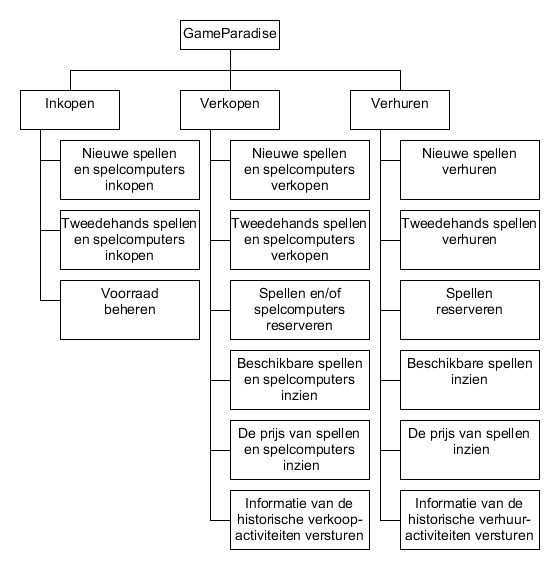 GameParadise
Inkopen
Nieuwe spellen
en spelcomputers
inkopen
Tweedehands spellen
en spelcomputers
inkopen
Voorraad
beheren
Verkopen
Nieuwe spellen
en spelcomputers
verkopen
Tweedehands spellen
en spelcomputers
verkopen
Spellen en/of
spelcomputers
reserveren
Beschikbare spellen
en spelcomputers
inzien
De prijs van spellen
en spelcomputers
inzien
Informatie van de
historische verkoop-
activiteiten versturen
Verhuren
Nieuwe spellen
verhuren
Tweedehands spellen
verhuren
Spellen
reserveren
Beschikbare spellen
inzien
De prijs van spellen
inzien
Informatie van de
historische verhuur-
activiteiten versturen